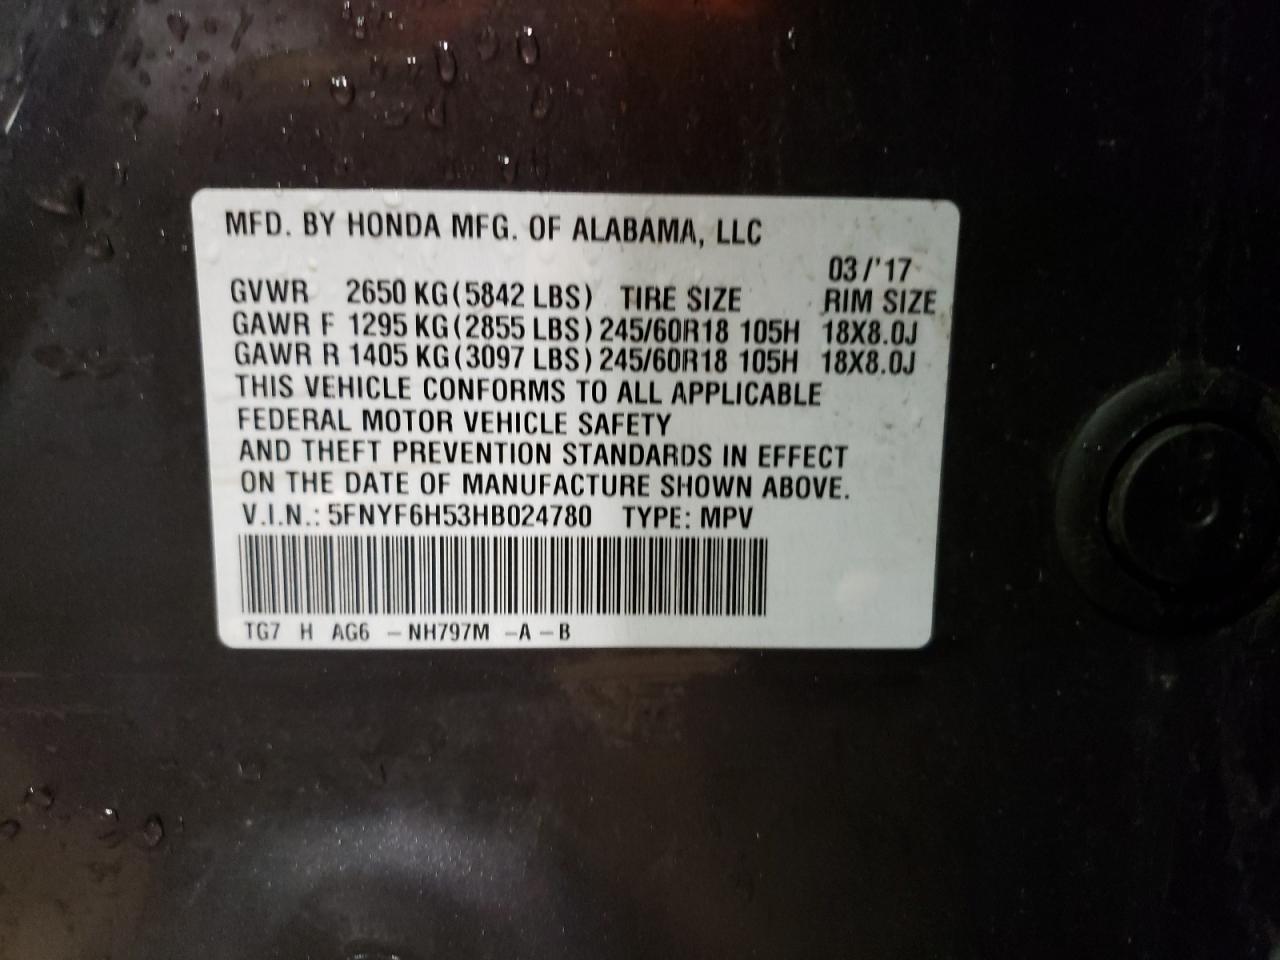 MFD. BY HONDA MFG. OF ALABAMA, LLC
03/'17
GVWR 2650 KG(5842 LBS) TIRE SIZE RIM SIZE
GAWR F 1295 KG(2855 LBS) 245/60R18 105H 18X8.0J
GAWR R 1405 KG(3097 LBS) 245/60R18 105H 18X8.0J
THIS VEHICLE CONFORMS TO ALL APPLICABLE
FEDERAL MOTOR VEHICLE SAFETY
AND THEFT PREVENTION STANDARDS IN EFFECT
ON THE DATE OF MANUFACTURE SHOWN ABOVE.
V.I.N.: 5FNYF6H53HB024780 TYPE: MPV
TG7 H AG6 -NH797M -A-B